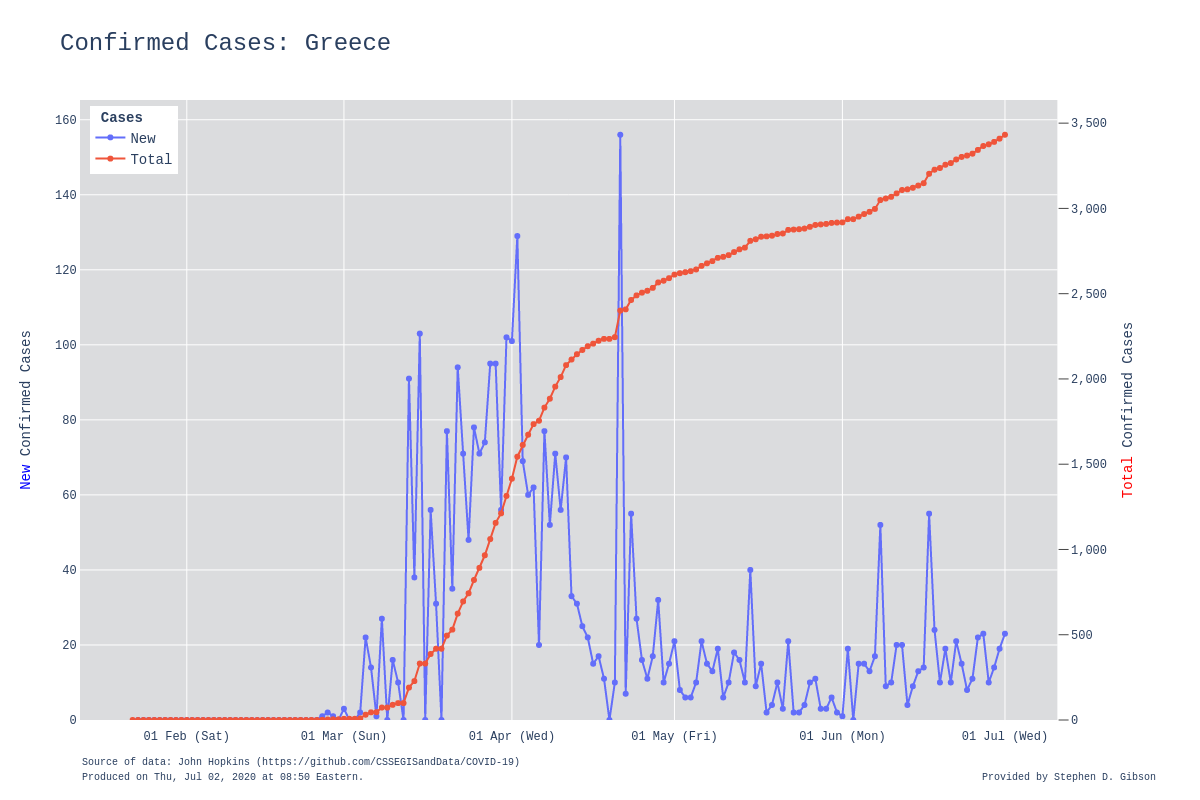 Confirmed Cases: Greece
Cases
New
Total
160
140
120
100
80
60
40
20
0
New Confirmed Cases
3,500
3,000
2,500
2,000
1,500
1,000
500
0
Total Confirmed Cases
01 Feb (Sat) 01 Mar (Sun) 01 Apr (Wed) 01 May (Fri) 01 Jun (Mon) 01 Jul (Wed)
Source of data: John Hopkins (https://github.com/CSSEGISandData/COVID-19)
Produced on Thu, Jul 02, 2020 at 08:50 Eastern.
Provided by Stephen D. Gibson